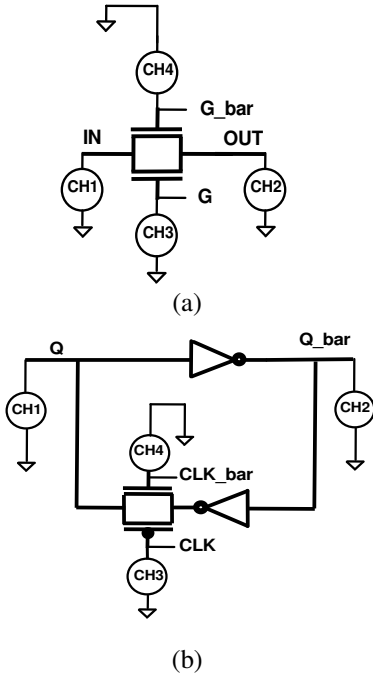 CH4
G_bar
IN OUT
CH1 CH2
G
CH3
(a)
Q Q_bar
CH1 CH2
CH4
CLK_bar
CLK
CH3
(b)